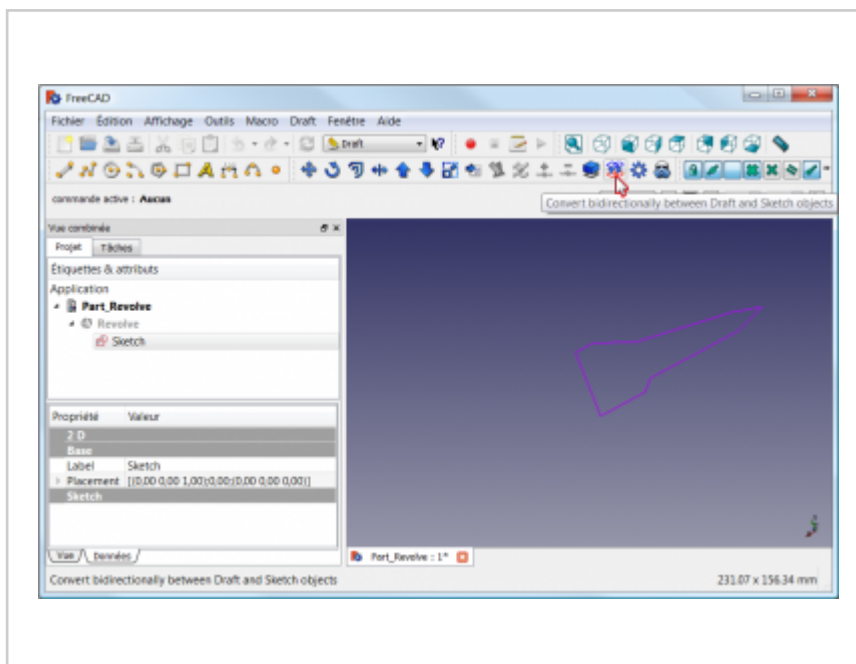 FreeCAD
Fichier Édition Affichage Outils Macro Draft Fenêtre Aide
Draft
commande active : Aucun
Convert bidirectionally between Draft and Sketch objects
Vue combinée
Projet Tâches
Étiquettes & attributs
Application
Part_Revolve
Revolve
Sketch
Propriété Valeur
2 D
Base
Label Sketch
Placement [(0,00 0,00 1,00);0,00;(0,00 0,00 0,00)]
Sketch
Vue Données
Part_Revolve : 1*
Convert bidirectionally between Draft and Sketch objects
231.07 x 156.34 mm